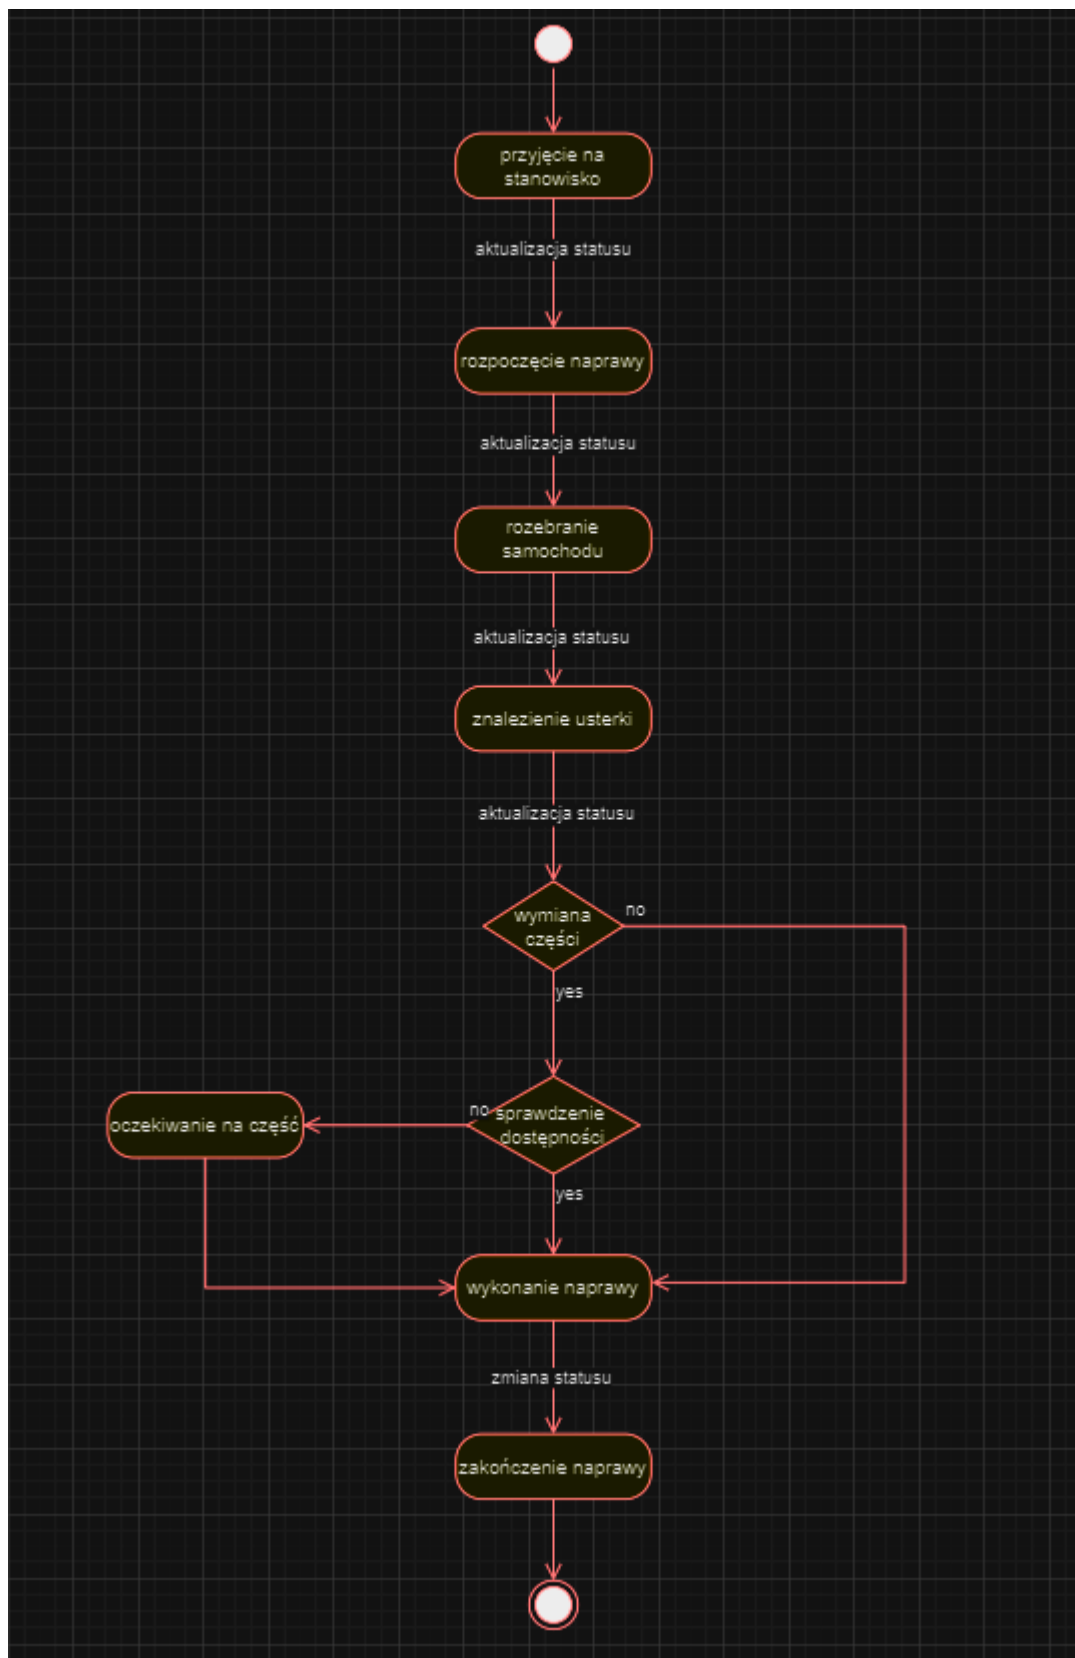 przyjęcie na
stanowisko
aktualizacja statusu
rozpoczęcie naprawy
aktualizacja statusu
rozebranie
samochodu
aktualizacja statusu
znalezienie usterki
aktualizacja statusu
wymiana
części
no
yes
oczekiwanie na część
no
sprawdzenie
dostępności
yes
wykonanie naprawy
zmiana statusu
zakończenie naprawy